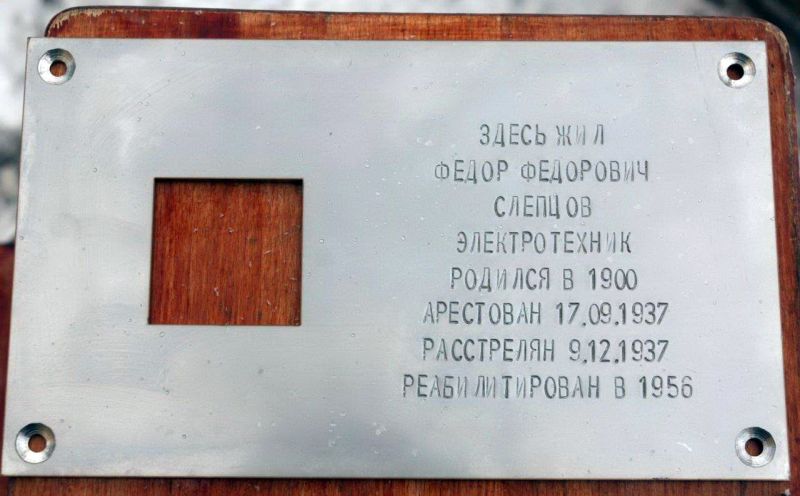 ЗДЕСЬ ЖИЛ
ФЕДОР ФЕДОРОВИЧ
СЛЕПЦОВ
ЭЛЕКТРОТЕХНИК
РОДИЛСЯ В 1900
АРЕСТОВАН 17.09.1937
РАССТРЕЛЯН 9.12.1937
РЕАБИЛИТИРОВАН В 1956